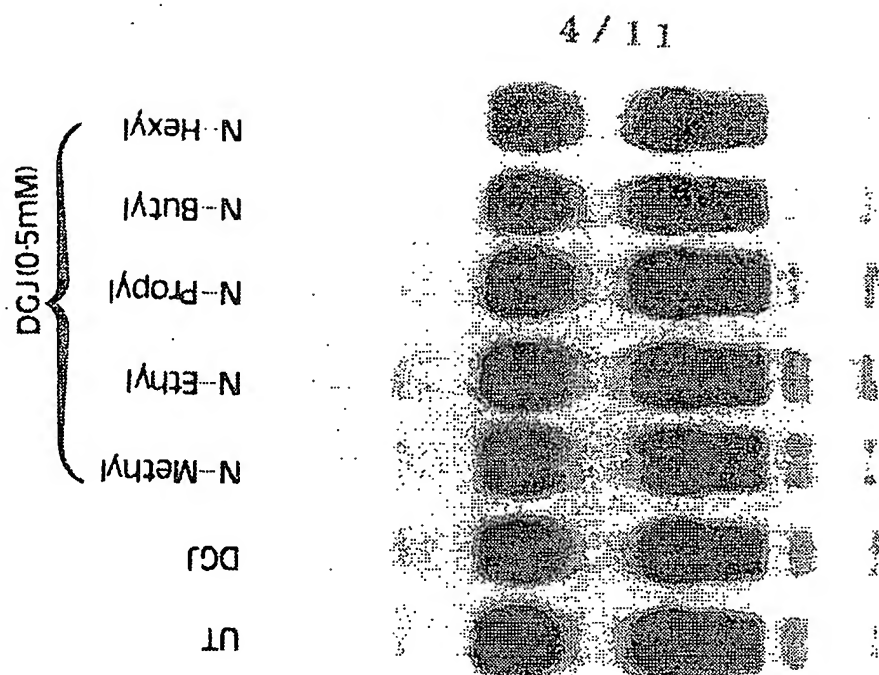 4/11
N-Hexyl
N-Butyl
N-Propyl
N-Ethyl
N-Methyl
DGJ
UT
DGJ(0·5mM)